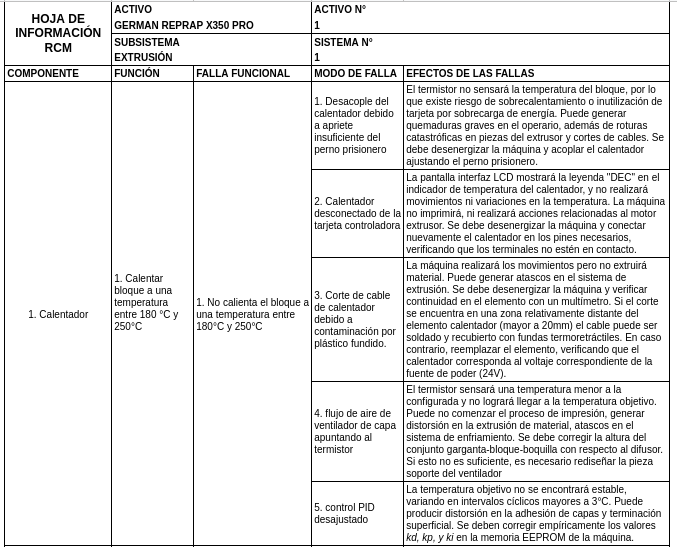 HOJA DE
INFORMACIÓN
RCM
ACTIVO
GERMAN REPRAP X350 PRO
ACTIVO N°
1
SUBSISTEMA
EXTRUSIÓN
SISTEMA N°
1
COMPONENTE
FUNCIÓN
FALLA FUNCIONAL
MODO DE FALLA
EFECTOS DE LAS FALLAS
1. Calentador
1. Calentar
bloque a una
temperatura
entre 180 °C y
250°C
1. No calienta el bloque a
una temperatura entre
180°C y 250°C
1. Desacople del
calentador debido
a apriete
insuficiente del
perno prisionero
El termistor no sensará la temperatura del bloque, por lo
que existe riesgo de sobrecalentamiento o inutilización de
tarjeta por sobrecarga de energía. Puede generar
quemaduras graves en el operario, además de roturas
catastróficas en piezas del extrusor y cortes de cables. Se
debe desenergizar la máquina y acoplar el calentador
ajustando el perno prisionero.
2. Calentador
desconectado de la
tarjeta controladora
La pantalla interfaz LCD mostrará la leyenda "DEC" en el
indicador de temperatura del calentador, y no realizará
movimientos ni variaciones en la temperatura. La máquina
no imprimirá, ni realizará acciones relacionadas al motor
extrusor. Se debe desenergizar la máquina y conectar
nuevamente el calentador en los pines necesarios,
verificando que los terminales no estén en contacto.
3. Corte de cable
de calentador
debido a
contaminación por
plástico fundido.
La máquina realizará los movimientos pero no extruirá
material. Puede generar atascos en el sistema de
extrusión. Se debe desenergizar la máquina y verificar
continuidad en el elemento con un multímetro. Si el corte
se encuentra en una zona relativamente distante del
elemento calentador (mayor a 20mm) el cable puede ser
soldado y recubierto con fundas termoretráctiles. En caso
contrario, reemplazar el elemento, verificando que el
calentador corresponda al voltaje correspondiente de la
fuente de poder (24V).
4. flujo de aire de
ventilador de capa
apuntando al
termistor
El termistor sensará una temperatura menor a la
configurada y no logrará llegar a la temperatura objetivo.
Puede no comenzar el proceso de impresión, generar
distorsión en la extrusión de material, atascos en el
sistema de enfriamiento. Se debe corregir la altura del
conjunto garganta-bloque-boquilla con respecto al difusor.
Si esto no es suficiente, es necesario rediseñar la pieza
soporte del ventilador
5. control PID
desajustado
La temperatura objetivo no se encontrará estable,
variando en intervalos cíclicos mayores a 3°C. Puede
producir distorsión en la adhesión de capas y terminación
superficial. Se deben corregir empíricamente los valores
kd, kp, y ki en la memoria EEPROM de la máquina.